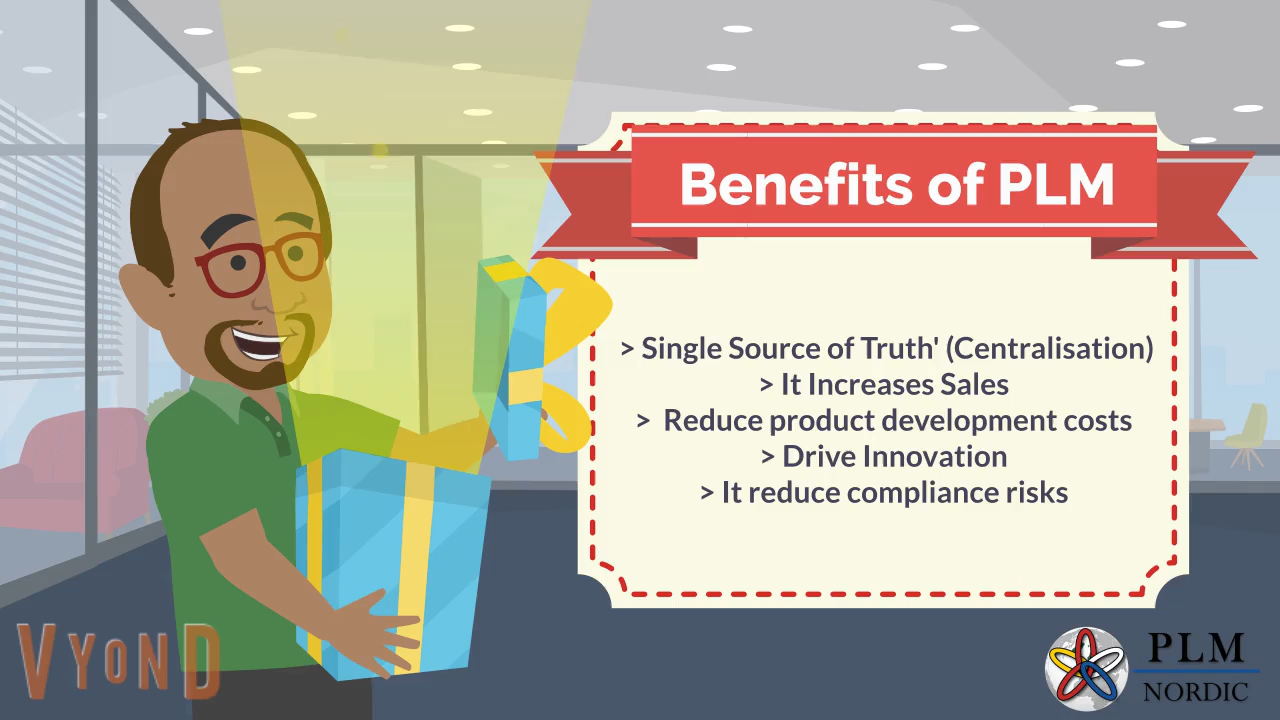 Benefits of PLM
> Single Source of Truth' (Centralisation)
> It Increases Sales
> Reduce product development costs
> Drive Innovation
> It reduce compliance risks
VYOND
PLM
NORDIC